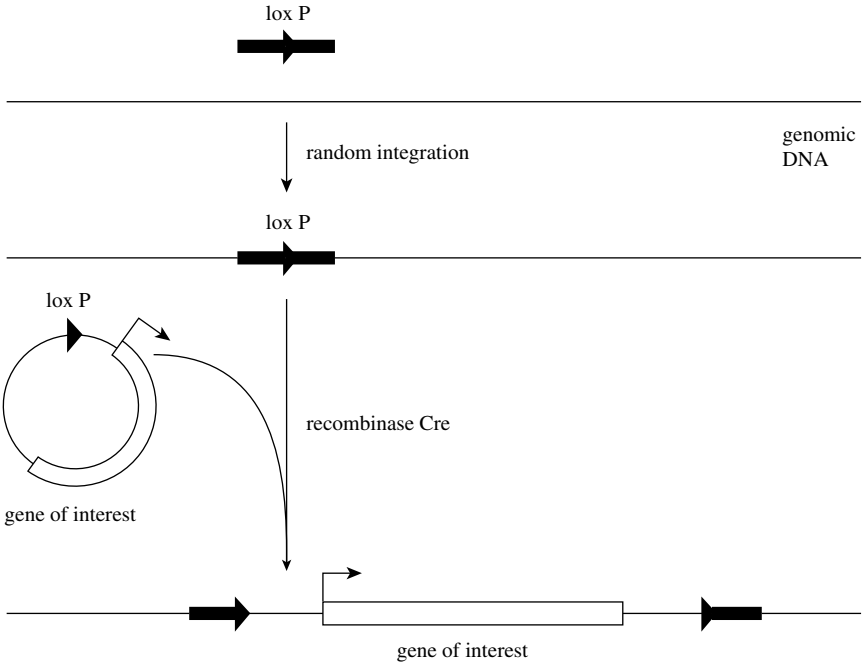 lox P
genomic
DNA
random integration
lox P
lox P
recombinase Cre
gene of interest
gene of interest